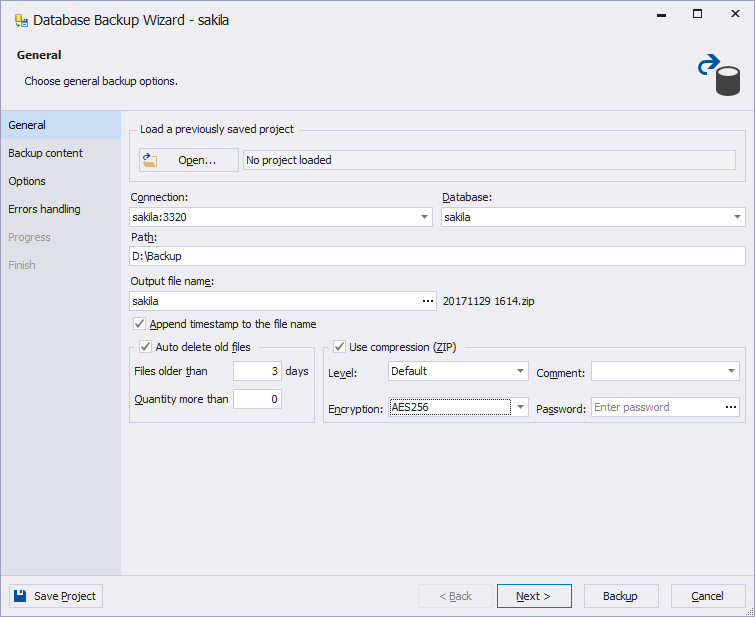 Database Backup Wizard - sakila
General
Choose general backup options.
General
Backup content
Options
Errors handling
Progress
Finish
Load a previously saved project
Open...
No project loaded
Connection:
Database:
sakila:3320
sakila
Path:
D:\Backup
Output file name:
sakila
20171129 1614.zip
Append timestamp to the file name
Auto delete old files
Files older than 3 days
Quantity more than 0
Use compression (ZIP)
Level: Default
Comment:
Encryption: AES256
Password: Enter password
Save Project
< Back
Next >
Backup
Cancel